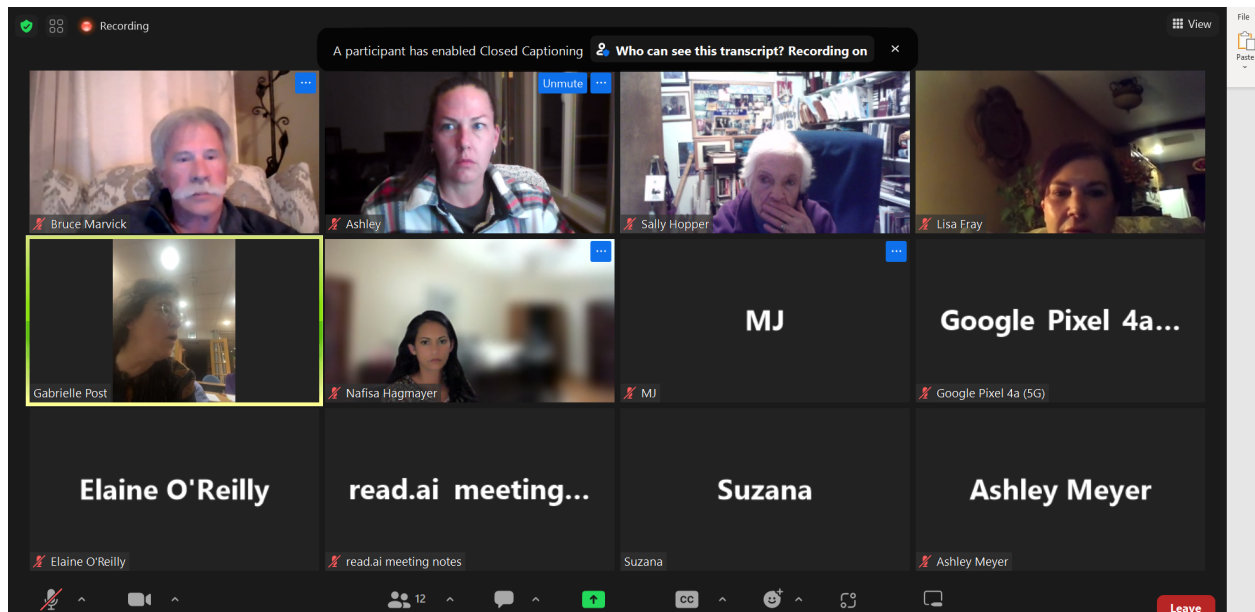 Recording
View
File
A participant has enabled Closed Captioning Who can see this transcript? Recording on
Paste
Unmute
Bruce Marvick
Ashley
Sally Hopper
Lisa Fray
MJ
Google Pixel 4a...
Gabrielle Post
Nafisa Hagmayer
MJ
Google Pixel 4a (5G)
Elaine O'Reilly
read.ai meeting...
Suzana
Ashley Meyer
Elaine O'Reilly
read.ai meeting notes
Suzana
Ashley Meyer
12
CC
Leave